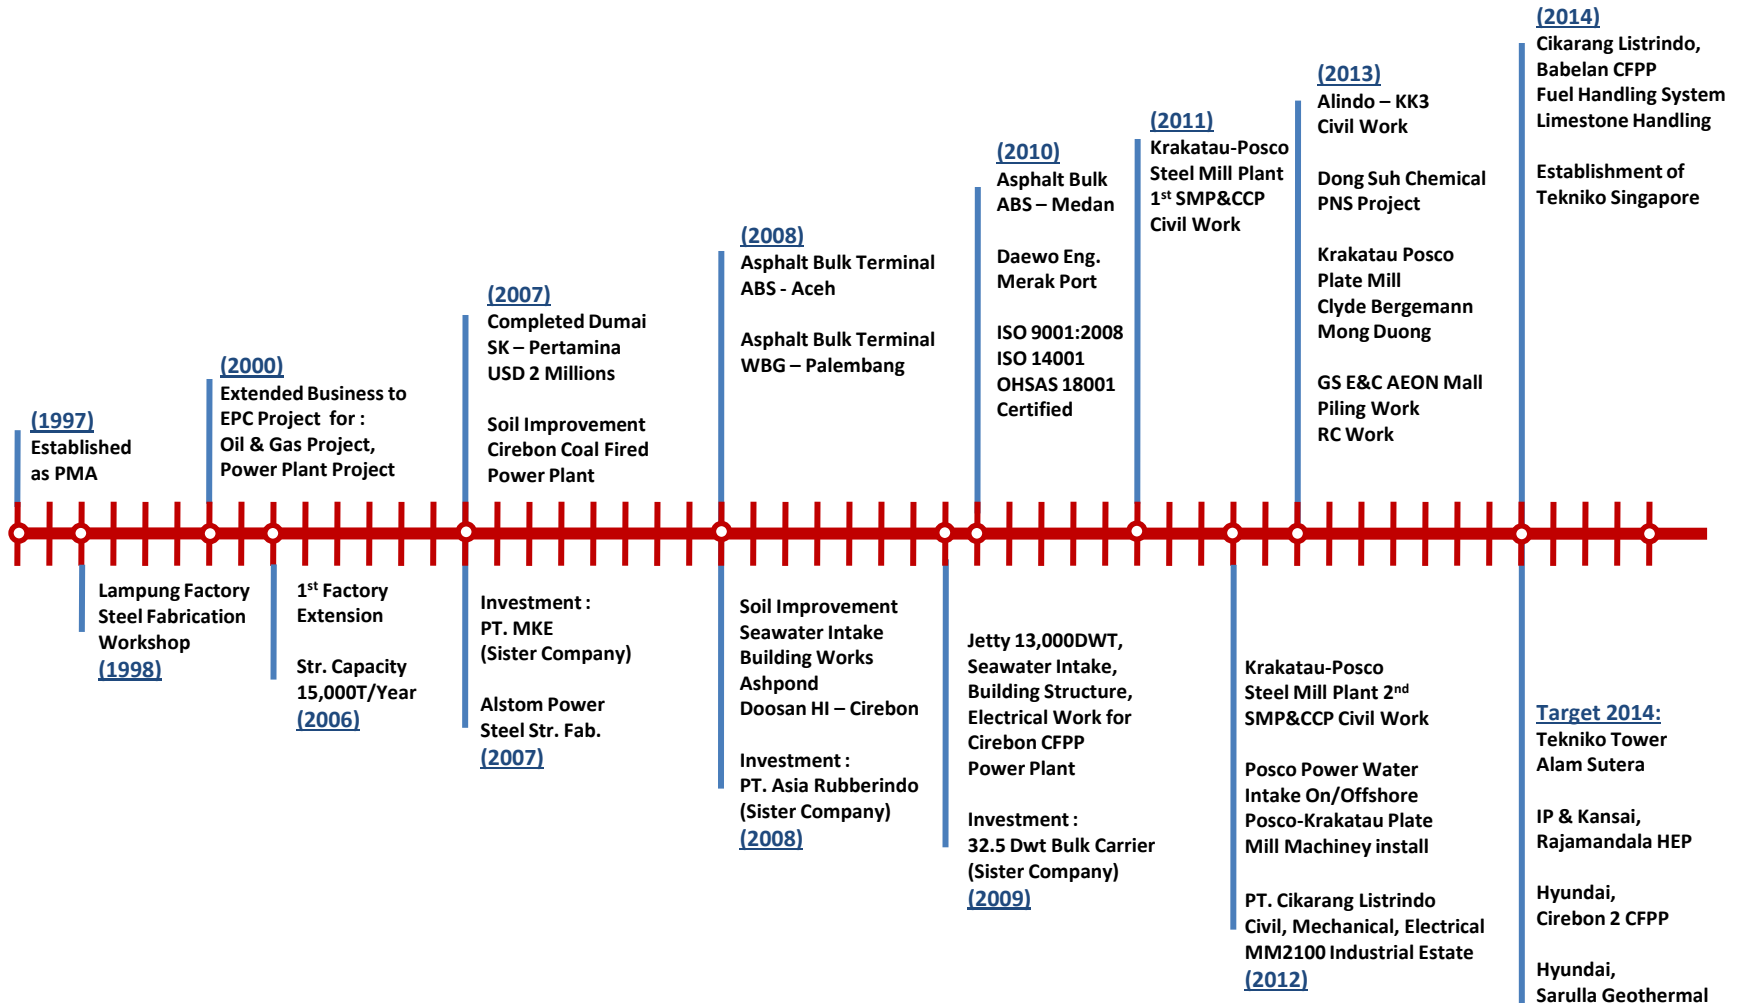 (1997)
Established
as PMA
Lampung Factory
Steel Fabrication
Workshop
(1998)
(2000)
Extended Business to
EPC Project for :
Oil & Gas Project,
Power Plant Project
1st Factory
Extension
Str. Capacity
15,000T/Year
(2006)
(2007)
Completed Dumai
SK – Pertamina
USD 2 Millions
Soil Improvement
Cirebon Coal Fired
Power Plant
Investment :
PT. MKE
(Sister Company)
Alstom Power
Steel Str. Fab.
(2007)
(2008)
Asphalt Bulk Terminal
ABS - Aceh
Asphalt Bulk Terminal
WBG – Palembang
Soil Improvement
Seawater Intake
Building Works
Ashpond
Doosan HI – Cirebon
Investment :
PT. Asia Rubberindo
(Sister Company)
(2008)
Jetty 13,000DWT,
Seawater Intake,
Building Structure,
Electrical Work for
Cirebon CFPP
Power Plant
Investment :
32.5 Dwt Bulk Carrier
(Sister Company)
(2009)
(2010)
Asphalt Bulk
ABS – Medan
Daewo Eng.
Merak Port
ISO 9001:2008
ISO 14001
OHSAS 18001
Certified
(2011)
Krakatau-Posco
Steel Mill Plant
1st SMP&CCP
Civil Work
Krakatau-Posco
Steel Mill Plant 2nd
SMP&CCP Civil Work
Posco Power Water
Intake On/Offshore
Posco-Krakatau Plate
Mill Machiney install
PT. Cikarang Listrindo
Civil, Mechanical, Electrical
MM2100 Industrial Estate
(2012)
(2013)
Alindo – KK3
Civil Work
Dong Suh Chemical
PNS Project
Krakatau Posco
Plate Mill
Clyde Bergemann
Mong Duong
GS E&C AEON Mall
Piling Work
RC Work
(2014)
Cikarang Listrindo,
Babelan CFPP
Fuel Handling System
Limestone Handling
Establishment of
Tekniko Singapore
Target 2014:
Tekniko Tower
Alam Sutera
IP & Kansai,
Rajamandala HEP
Hyundai,
Cirebon 2 CFPP
Hyundai,
Sarulla Geothermal